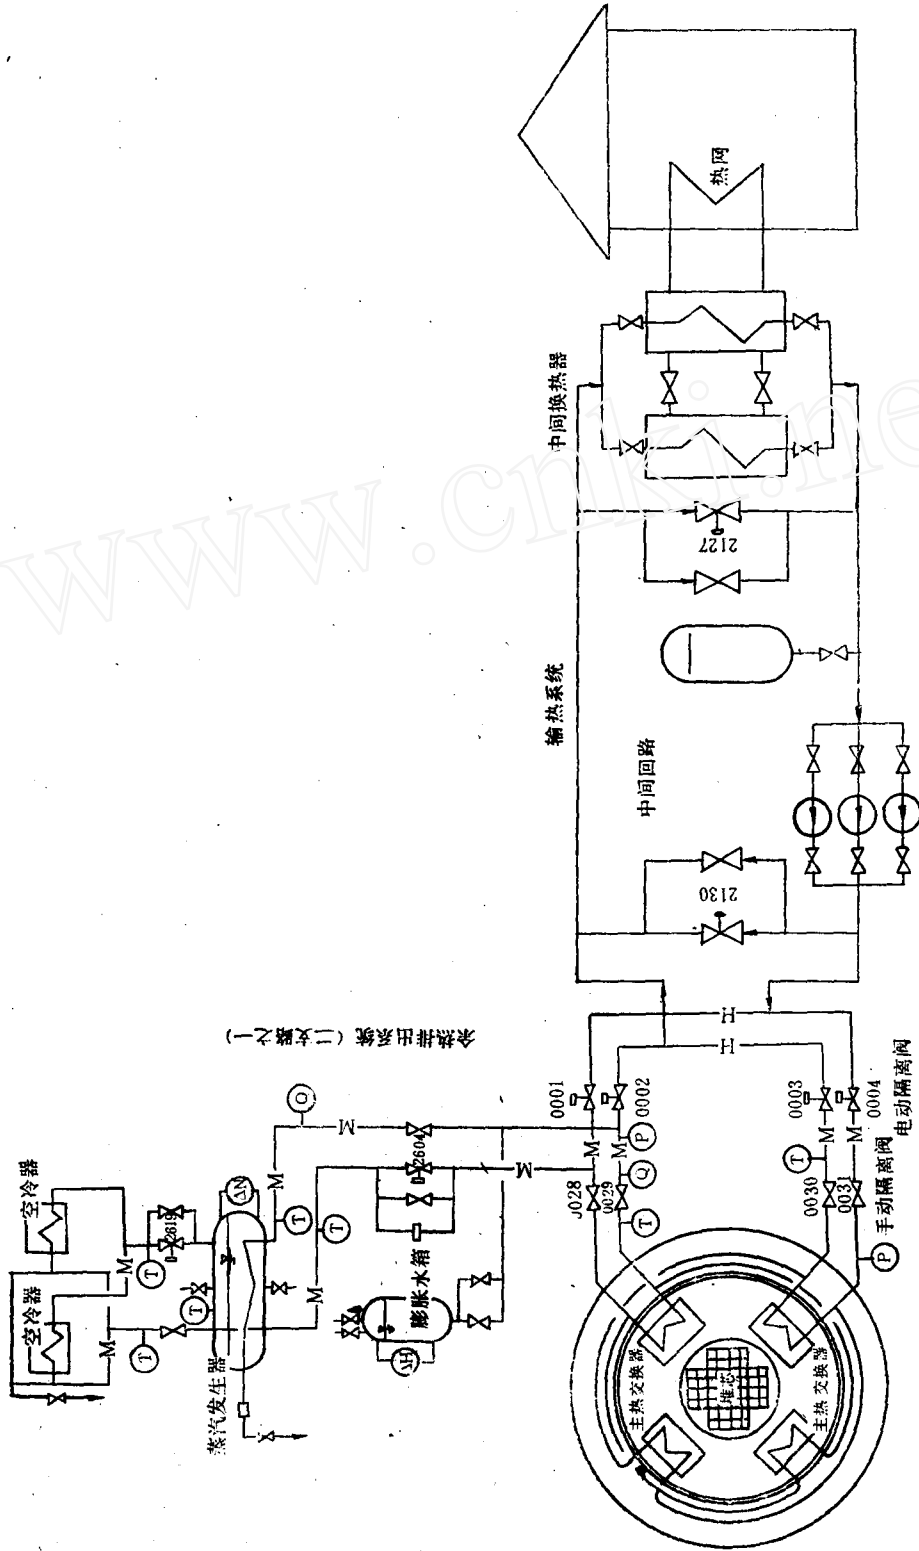 热网
中间换热器
www.cnki.ne
2127
输热系统
中间回路
2130
余热排出系统（二支路之一）
H
H
0001
0002
0003
0004
电动隔离阀
手动隔离阀
O
M
M
2604
M
M
M
P
Q
T
J028
0029
M
M
T
0030
0031
P
空冷器
空冷器
2619
ΔN
T
T
T
M
M
T
T
M
蒸汽发生器
膨胀水箱
ΔH
主热交换器
堆芯
主热交换器